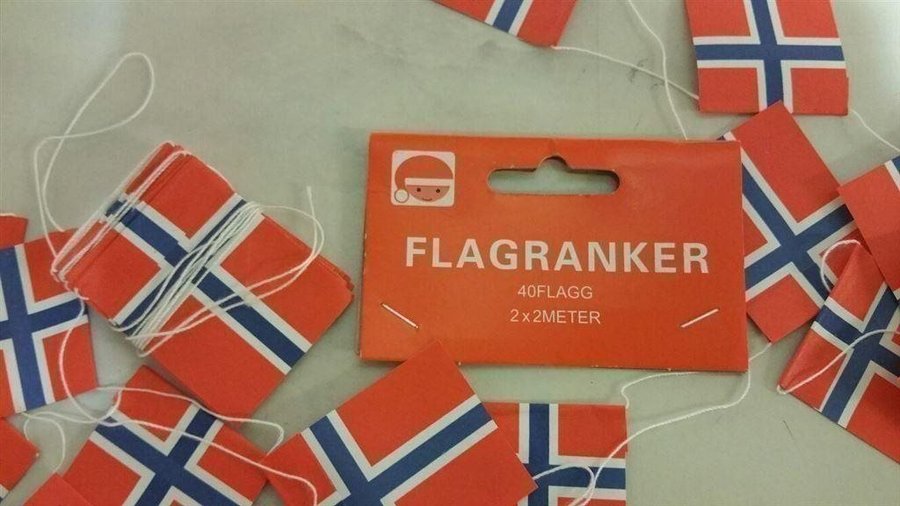 FLAGRANKER
40FLAGG
2 x 2METER